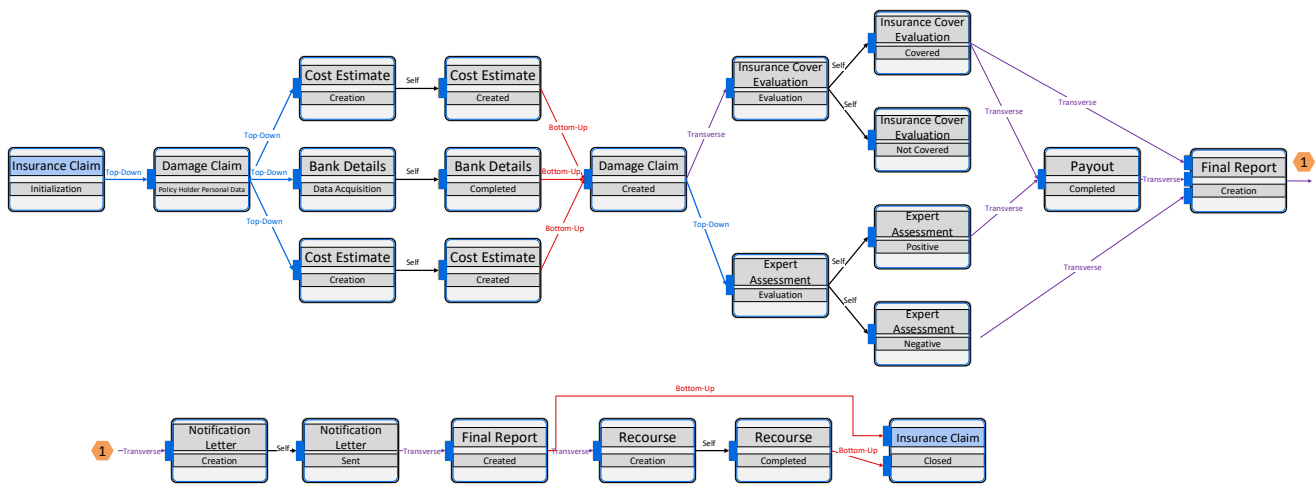 Insurance Claim
Initialization
Top-Down
Damage Claim
Policy Holder Personal Data
Top-Down
Top-Down
Top-Down
Cost Estimate
Creation
Self
Cost Estimate
Created
Bottom-Up
Bank Details
Data Acquisition
Self
Bank Details
Completed
Bottom-Up
Cost Estimate
Creation
Self
Cost Estimate
Created
Bottom-Up
Damage Claim
Created
Transverse
Top-Down
Insurance Cover
Evaluation
Evaluation
Self
Self
Insurance Cover
Evaluation
Covered
Insurance Cover
Evaluation
Not Covered
Expert
Assessment
Evaluation
Self
Self
Expert
Assessment
Positive
Expert
Assessment
Negative
Transverse
Transverse
Transverse
Transverse
Payout
Completed
Transverse
Final Report
Creation
1
1
Transverse
Notification
Letter
Creation
Self
Notification
Letter
Sent
Transverse
Final Report
Created
Bottom-Up
Transverse
Recourse
Creation
Self
Recourse
Completed
Bottom-Up
Insurance Claim
Closed